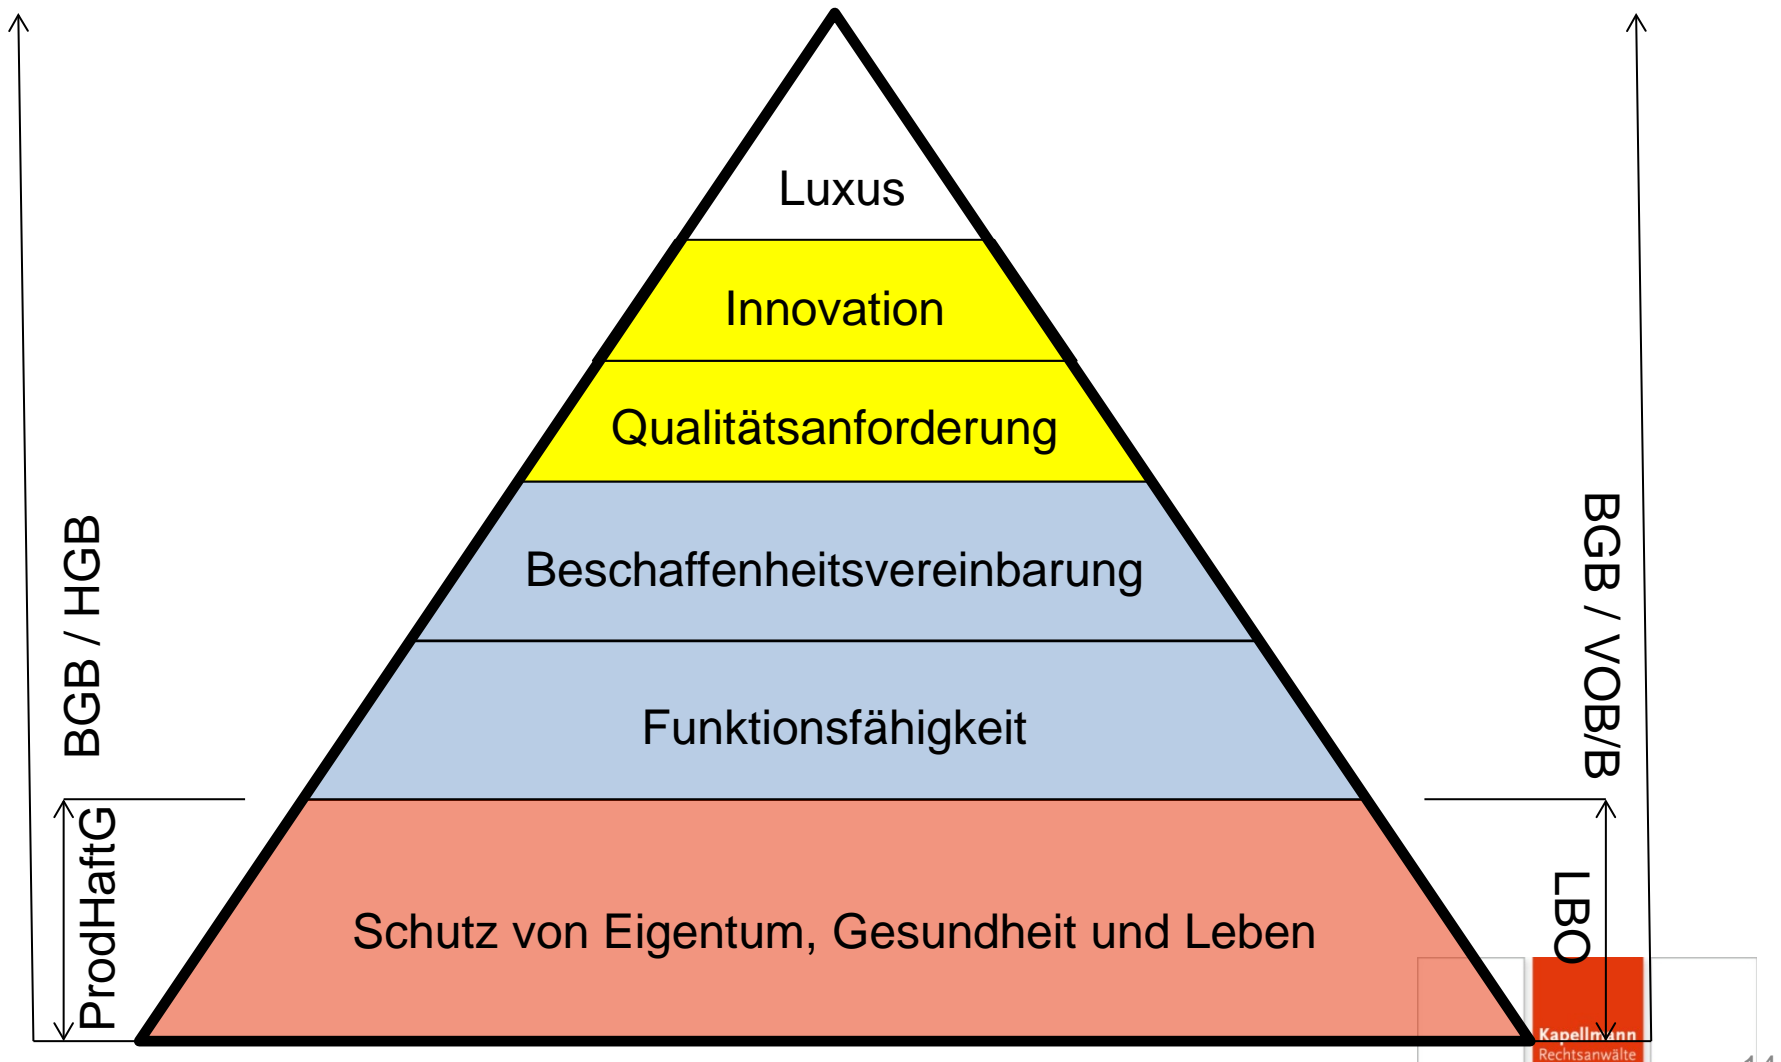 Luxus
Innovation
Qualitätsanforderung
Beschaffenheitsvereinbarung
Funktionsfähigkeit
Schutz von Eigentum, Gesundheit und Leben
BGB / HGB
ProdHaftG
BGB / VOB/B
LBO
Kapellmann
Rechtsanwälte